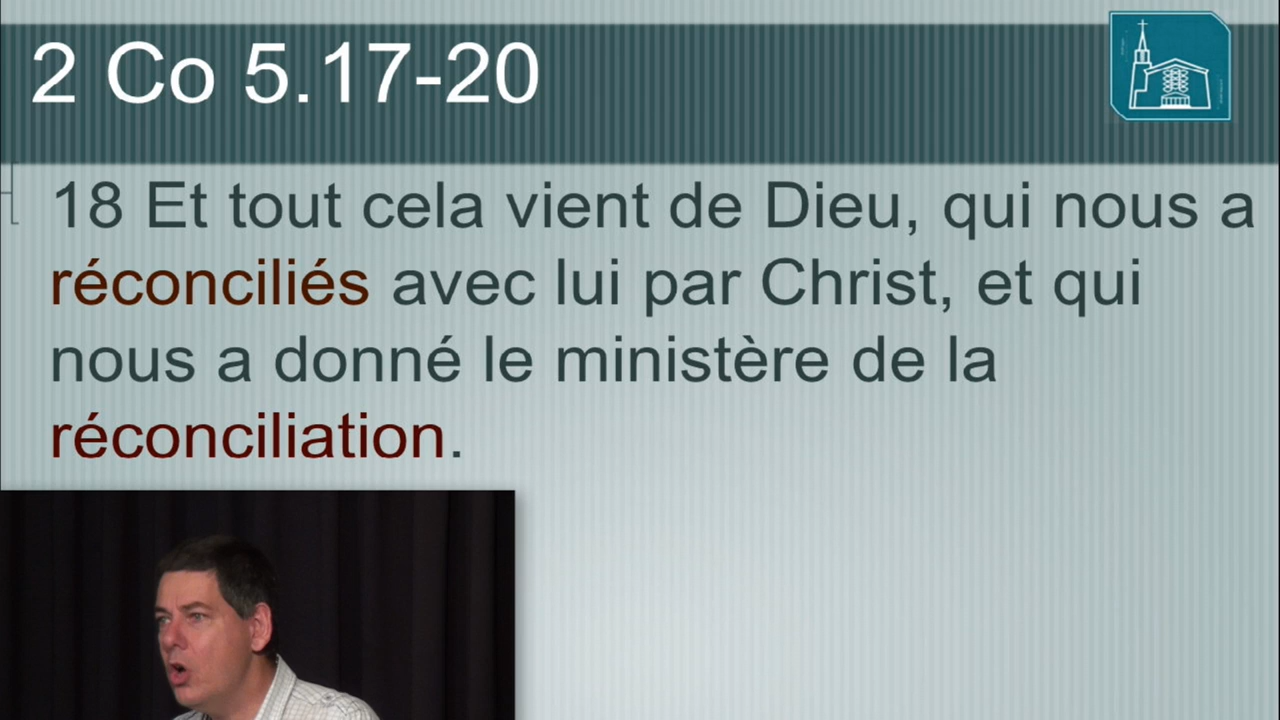 2 Co 5.17-20
18 Et tout cela vient de Dieu, qui nous a
réconciliés avec lui par Christ, et qui
nous a donné le ministère de la
réconciliation.